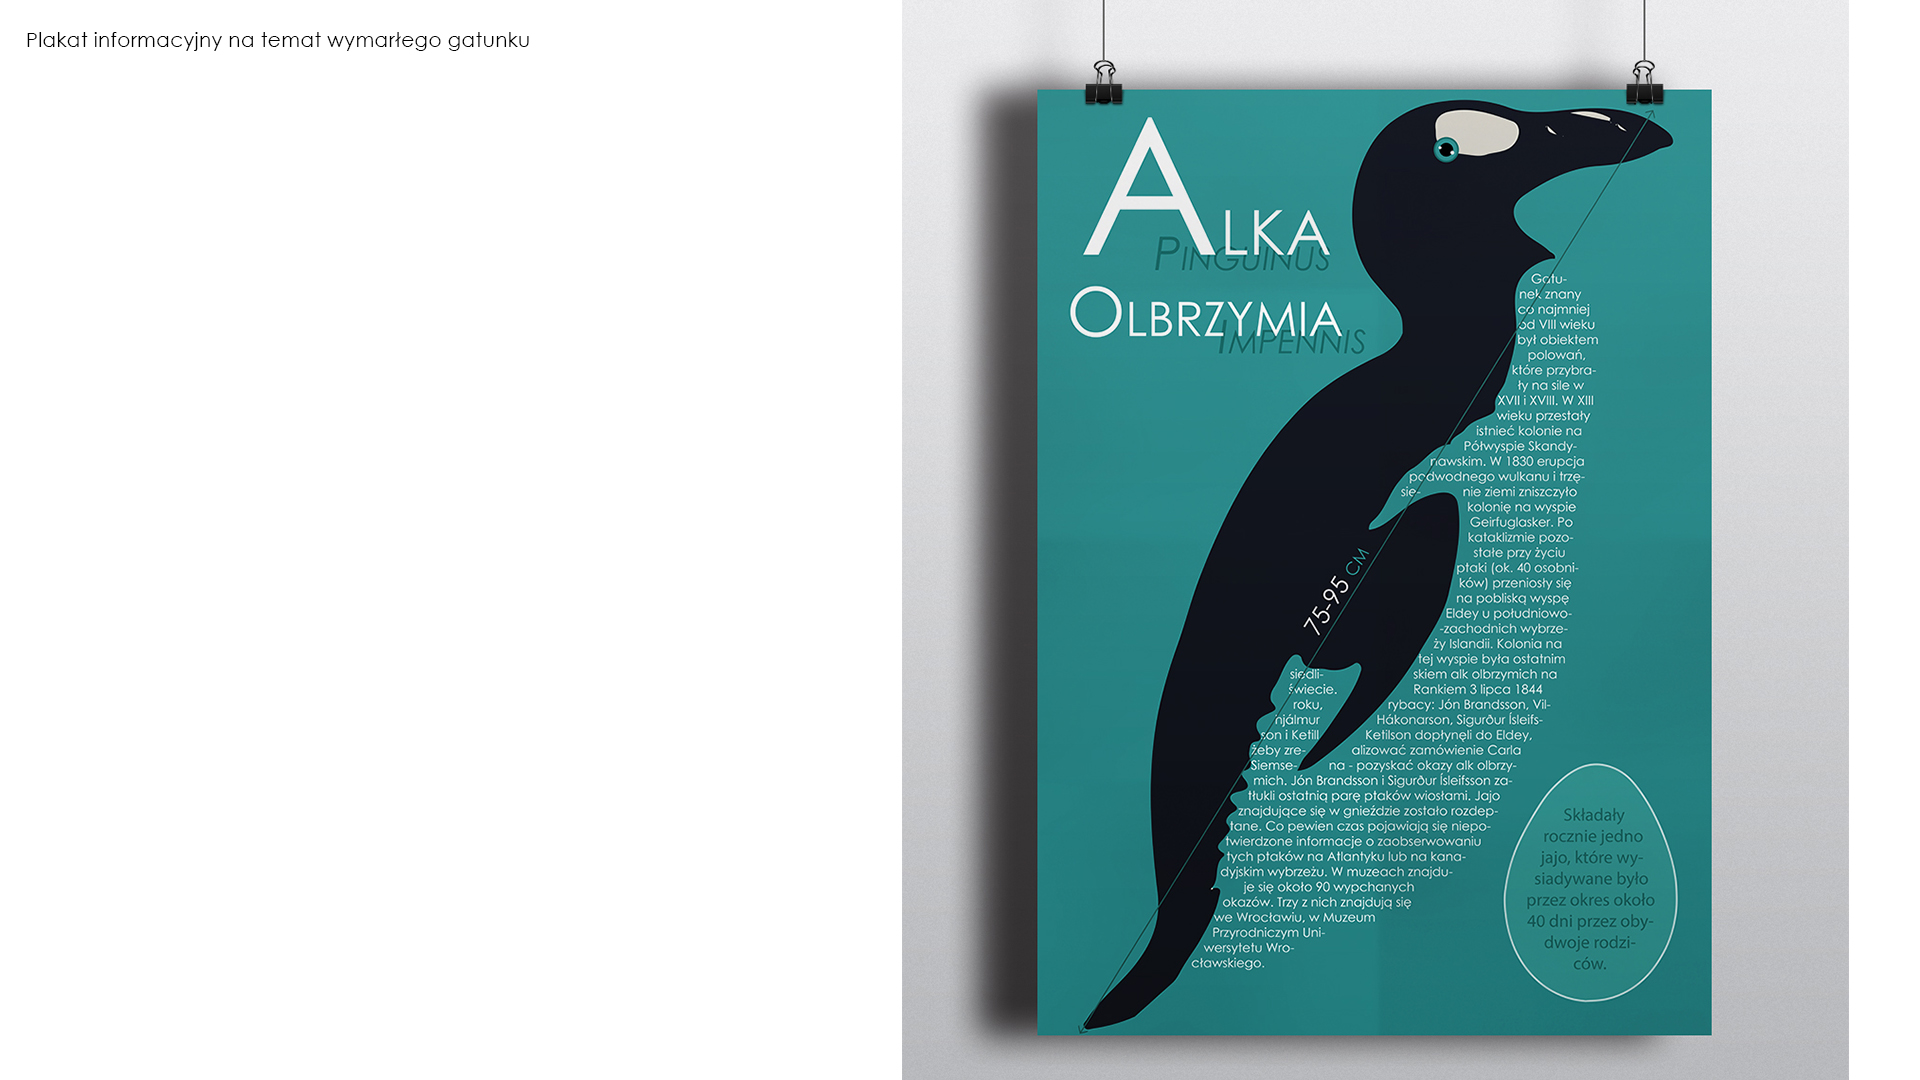 Plakat informacyjny na temat wymarłego gatunku
ALKA
PINGUINUS
OLBRZYMIA
IMPENNIS
Gatu-
nek znany
co najmniej
od VIII wieku
był obiektem
polowań,
które przybra-
ły na sile w
XVII i XVIII. W XIII
wieku przestały
istnieć kolonie na
Półwyspie Skandy-
nawskim. W 1830 erupcja
podwodnego wulkanu i trzę-
sie- nie ziemi zniszczyło
kolonię na wyspie
Geirfuglasker. Po
kataklizmie pozo-
stałe przy życiu
ptaki (ok. 40 osobni-
ków) przeniosły się
na pobliską wyspę
Eldey u południowo-
-zachodnich wybrze-
ży Islandii. Kolonia na
tej wyspie była ostatnim
siedli- skiem alk olbrzymich na
świecie. Rankiem 3 lipca 1844
roku, rybacy: Jón Brandsson, Vil-
njálmur Hákonarson, Sigurður Ísleifs-
son i Ketill Ketilson dopłynęli do Eldey,
żeby zre- alizować zamówienie Carla
Siemse- na - pozyskać okazy alk olbrzy-
mich. Jón Brandsson i Sigurður Ísleifsson za-
tłukli ostatnią parę ptaków wiosłami. Jajo
znajdujące się w gnieździe zostało rozdep-
tane. Co pewien czas pojawiają się niepo-
twierdzone informacje o zaobserwowaniu
tych ptaków na Atlantyku lub na kana-
dyjskim wybrzeżu. W muzeach znajdu-
je się około 90 wypchanych
okazów. Trzy z nich znajdują się
we Wrocławiu, w Muzeum
Przyrodniczym Uni-
wersytetu Wro-
cławskiego.
75-95 CM
Składały
rocznie jedno
jajo, które wy-
siadywane było
przez okres około
40 dni przez oby-
dwoje rodzi-
ców.